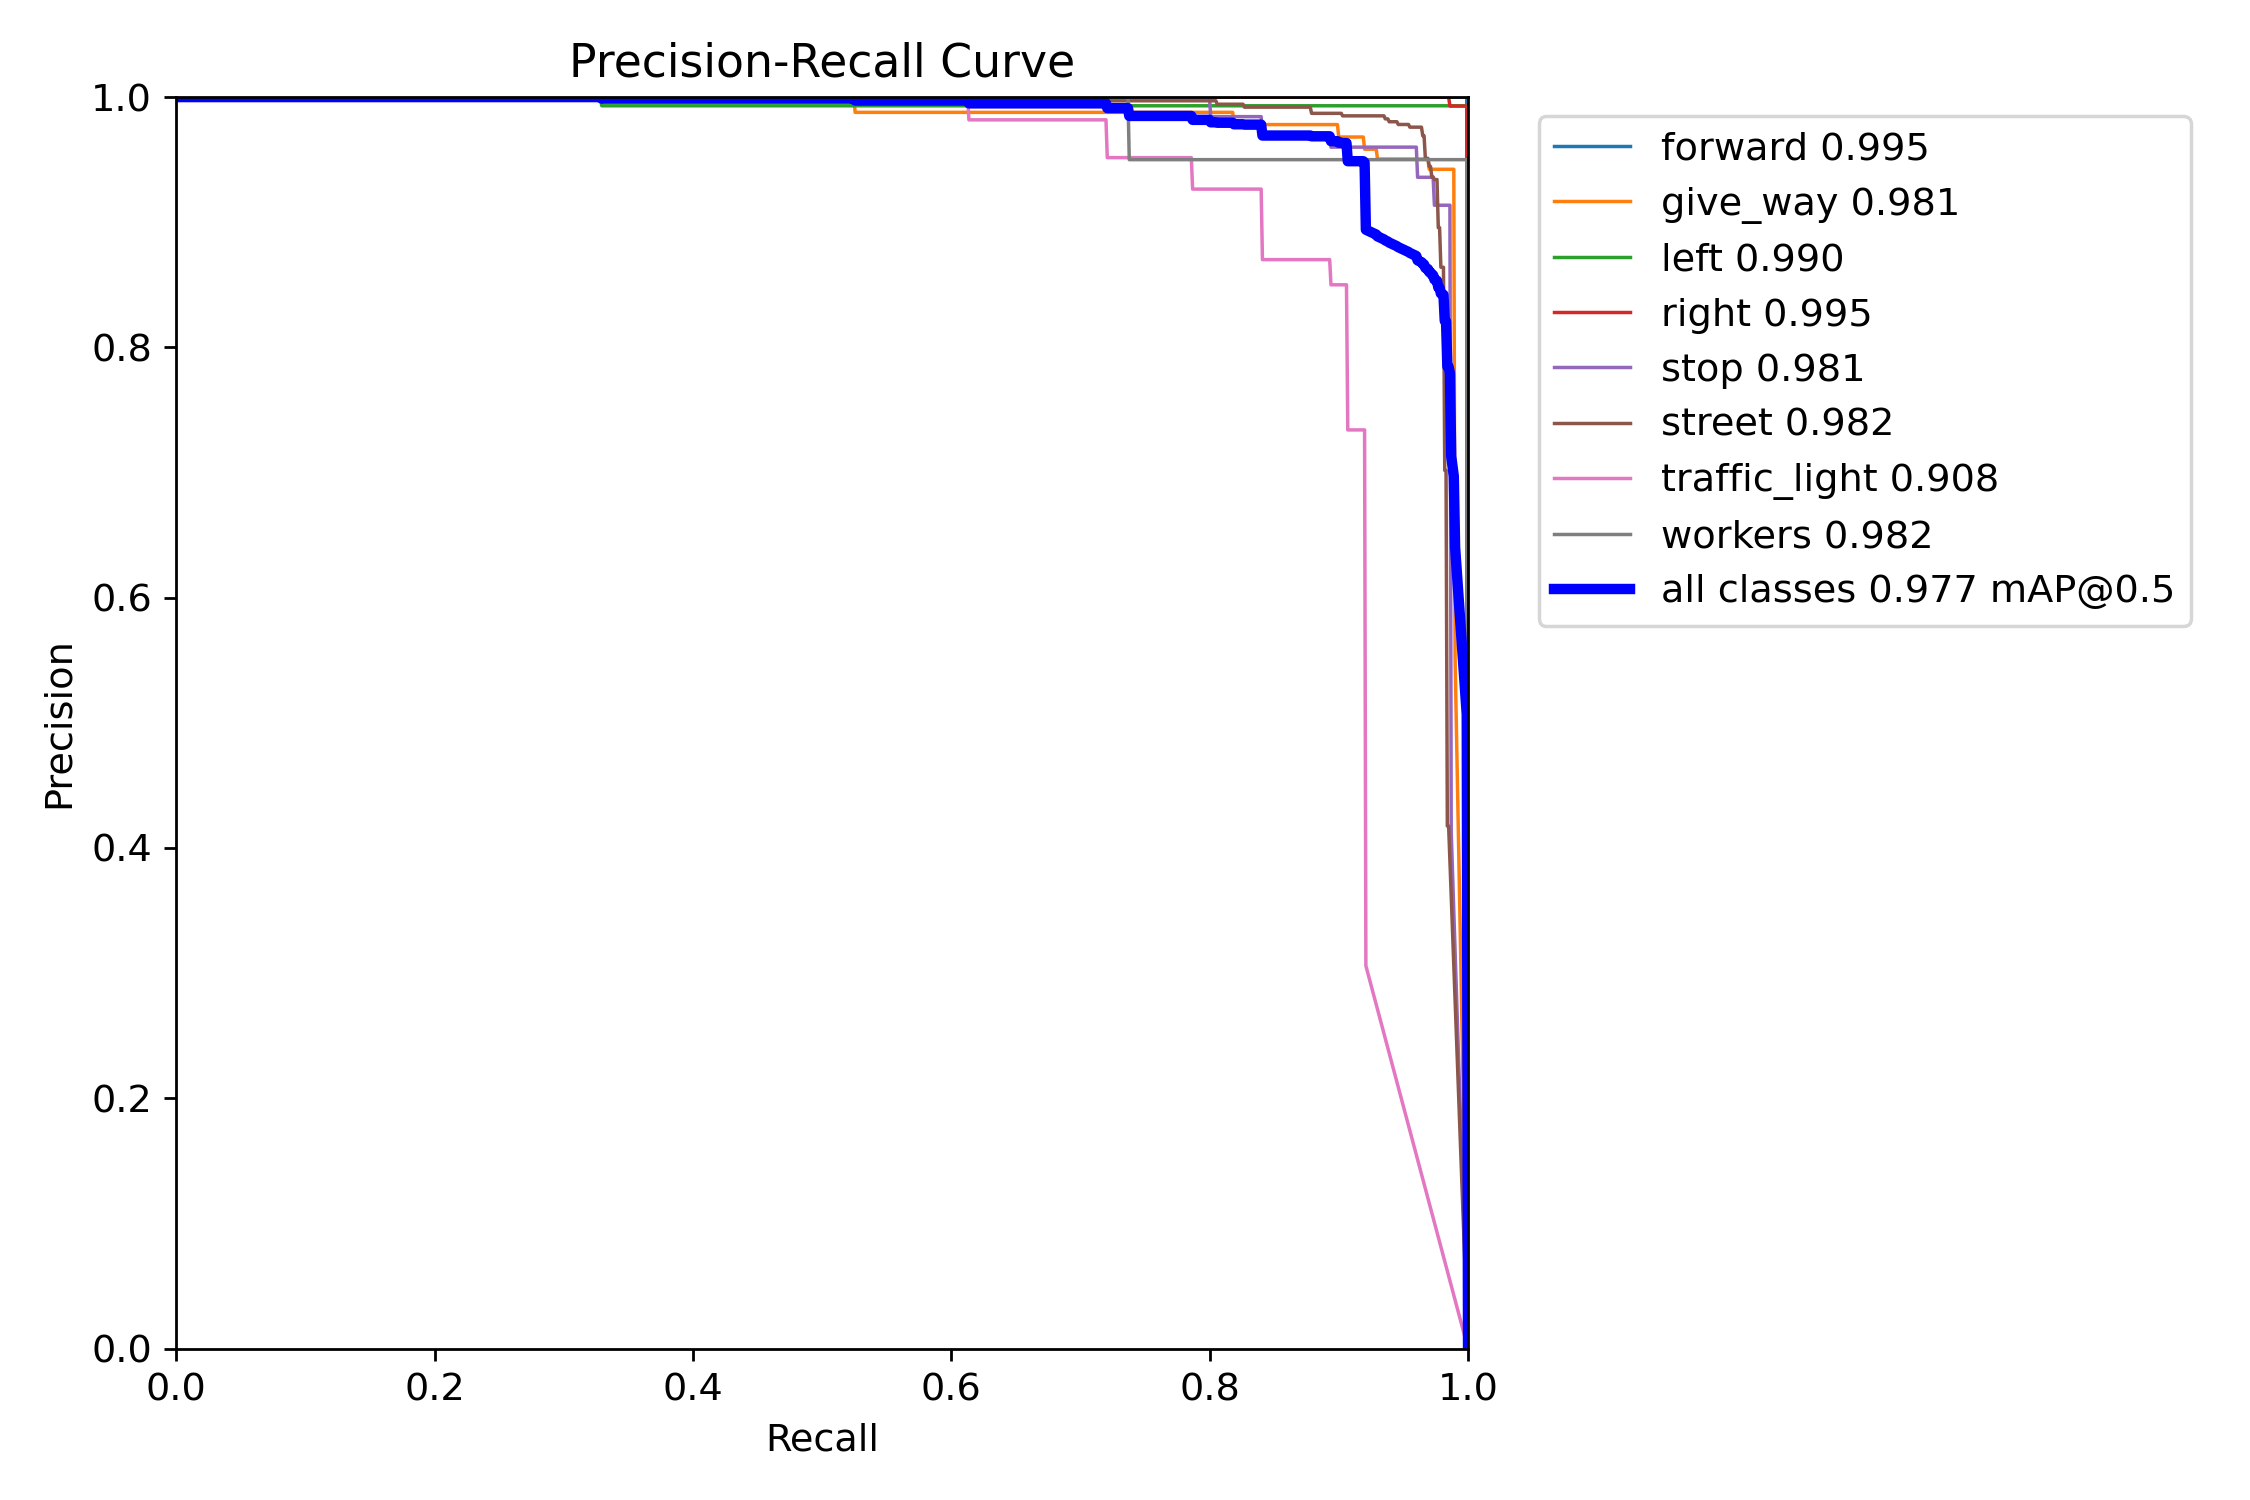 Precision-Recall Curve
1.0
0.8
0.6
0.4
0.2
0.0
Precision
0.0 0.2 0.4 0.6 0.8 1.0
Recall
forward 0.995
give_way 0.981
left 0.990
right 0.995
stop 0.981
street 0.982
traffic_light 0.908
workers 0.982
all classes 0.977 mAP@0.5